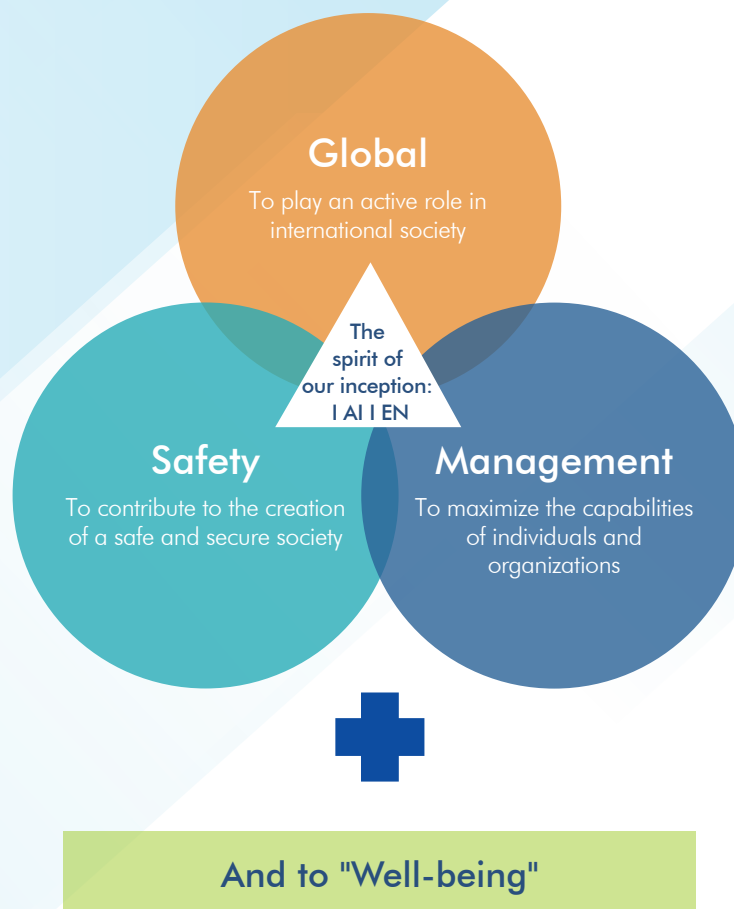 Global
To play an active role in
international society
The
spirit of
our inception:
I AI I EN
Safety
To contribute to the creation
of a safe and secure society
Management
To maximize the capabilities
of individuals and
organizations
And to "Well-being"